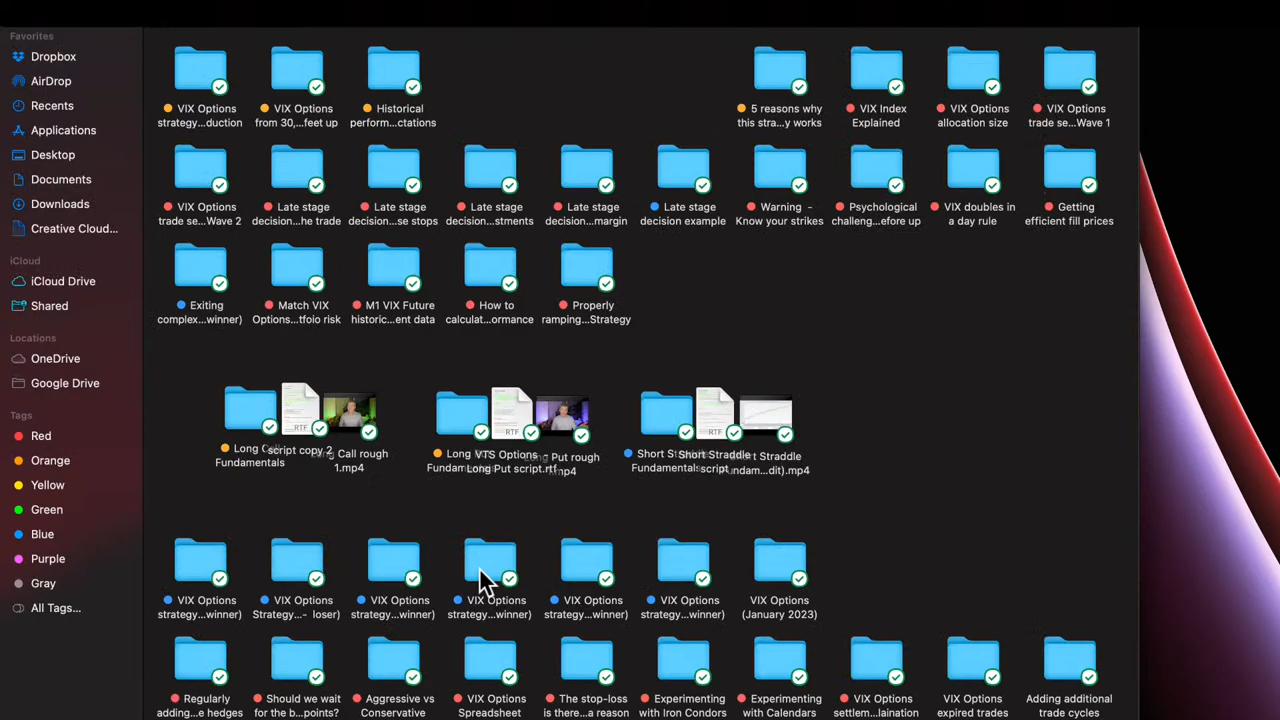 Favorites
Dropbox
AirDrop
Recents
Applications
Desktop
Documents
Downloads
Creative Cloud...
iCloud
iCloud Drive
Shared
Locations
OneDrive
Google Drive
Tags
Red
Orange
Yellow
Green
Blue
Purple
Gray
All Tags...
VIX Options
strategy...duction
VIX Options
from 30,...feet up
Historical
perform...ctations
5 reasons why
this stra...y works
VIX Index
Explained
VIX Options
allocation size
VIX Options
trade se...Wave 1
VIX Options
trade se...Wave 2
Late stage
decision...he trade
Late stage
decision...se stops
Late stage
decision...stments
Late stage
decision...margin
Late stage
decision example
Warning -
Know your strikes
Psychological
challeng...efore up
VIX doubles in
a day rule
Getting
efficient fill prices
Exiting
complex...winner)
Match VIX
Options...tfoio risk
M1 VIX Future
historic...ent data
How to
calculat...ormance
Properly
ramping...Strategy
RTF
Long
Fundamentals
script copy 2
Call rough
1.mp4
RTF
Long
VTS Options -
Long Put script.rtf
Put rough
RTF
Short Straddle
Fundamentals
script
Straddle
VIX Options
strategy...winner)
VIX Options
Strategy...- loser)
VIX Options
strategy...winner)
VIX Options
strategy...winner)
VIX Options
strategy...winner)
VIX Options
strategy...winner)
VIX Options
(January 2023)
Regularly
adding...e hedges
Should we wait
for the b...points?
Aggressive vs
Conservative
VIX Options
Spreadsheet
The stop-loss
is there...a reason
Experimenting
with Iron Condors
Experimenting
with Calendars
VIX Options
settlem...laination
VIX Options
expired trades
Adding additional
trade cycles